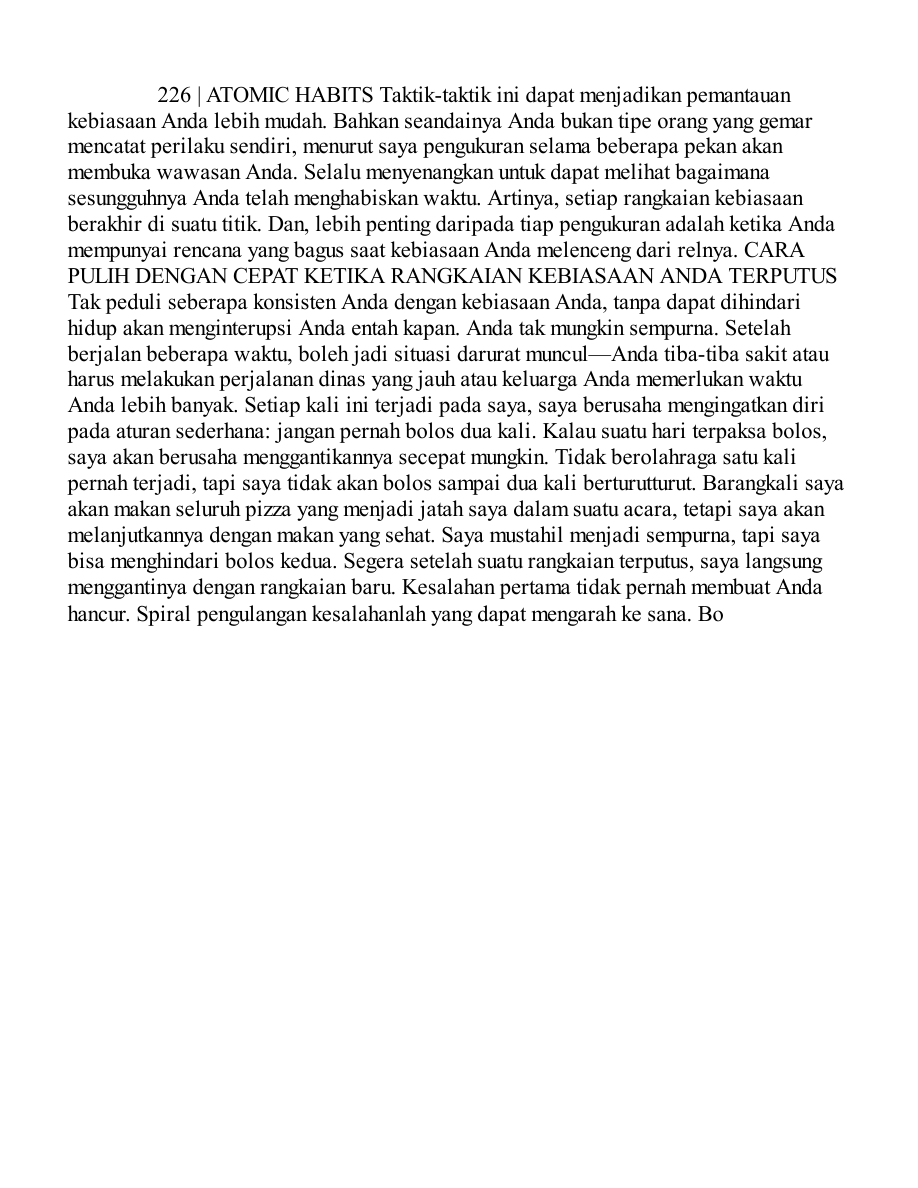 226 | ATOMIC HABITS Taktik-taktik ini dapat menjadikan pemantauan
kebiasaan Anda lebih mudah. Bahkan seandainya Anda bukan tipe orang yang gemar
mencatat perilaku sendiri, menurut saya pengukuran selama beberapa pekan akan
membuka wawasan Anda. Selalu menyenangkan untuk dapat melihat bagaimana
sesungguhnya Anda telah menghabiskan waktu. Artinya, setiap rangkaian kebiasaan
berakhir di suatu titik. Dan, lebih penting daripada tiap pengukuran adalah ketika Anda
mempunyai rencana yang bagus saat kebiasaan Anda melenceng dari relnya. CARA
PULIH DENGAN CEPAT KETIKA RANGKAIAN KEBIASAAN ANDA TERPUTUS
Tak peduli seberapa konsisten Anda dengan kebiasaan Anda, tanpa dapat dihindari
hidup akan menginterupsi Anda entah kapan. Anda tak mungkin sempurna. Setelah
berjalan beberapa waktu, boleh jadi situasi darurat muncul—Anda tiba-tiba sakit atau
harus melakukan perjalanan dinas yang jauh atau keluarga Anda memerlukan waktu
Anda lebih banyak. Setiap kali ini terjadi pada saya, saya berusaha mengingatkan diri
pada aturan sederhana: jangan pernah bolos dua kali. Kalau suatu hari terpaksa bolos,
saya akan berusaha menggantikannya secepat mungkin. Tidak berolahraga satu kali
pernah terjadi, tapi saya tidak akan bolos sampai dua kali berturutturut. Barangkali saya
akan makan seluruh pizza yang menjadi jatah saya dalam suatu acara, tetapi saya akan
melanjutkannya dengan makan yang sehat. Saya mustahil menjadi sempurna, tapi saya
bisa menghindari bolos kedua. Segera setelah suatu rangkaian terputus, saya langsung
menggantinya dengan rangkaian baru. Kesalahan pertama tidak pernah membuat Anda
hancur. Spiral pengulangan kesalahanlah yang dapat mengarah ke sana. Bo